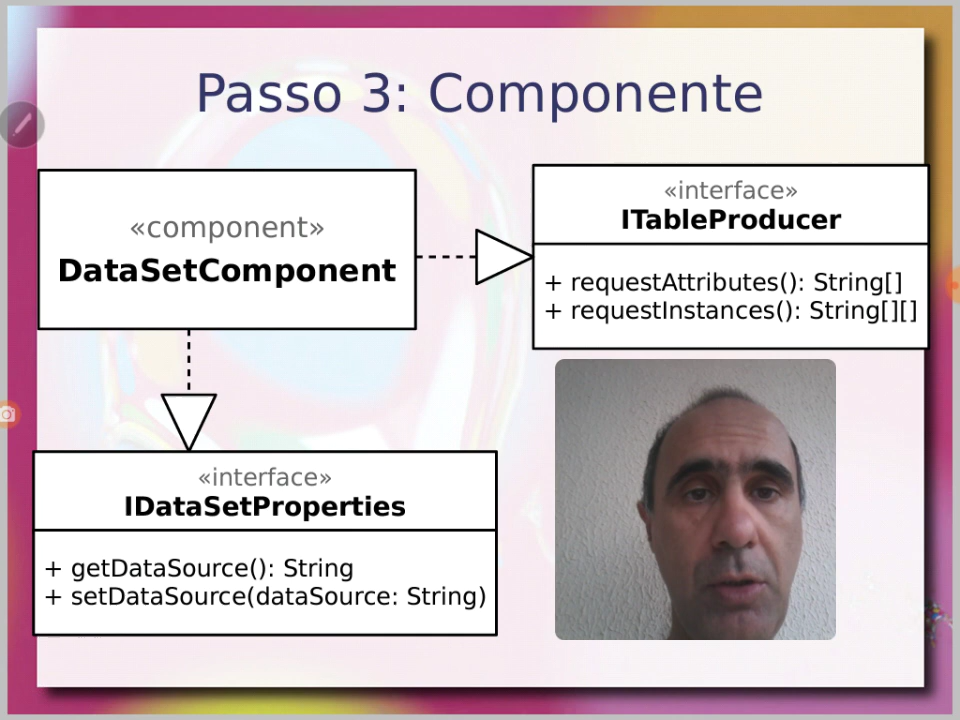 Passo 3: Componente
«component»
DataSetComponent
«interface»
ITableProducer
+ requestAttributes(): String[]
+ requestInstances(): String[][]
«interface»
IDataSetProperties
+ getDataSource(): String
+ setDataSource(dataSource: String)